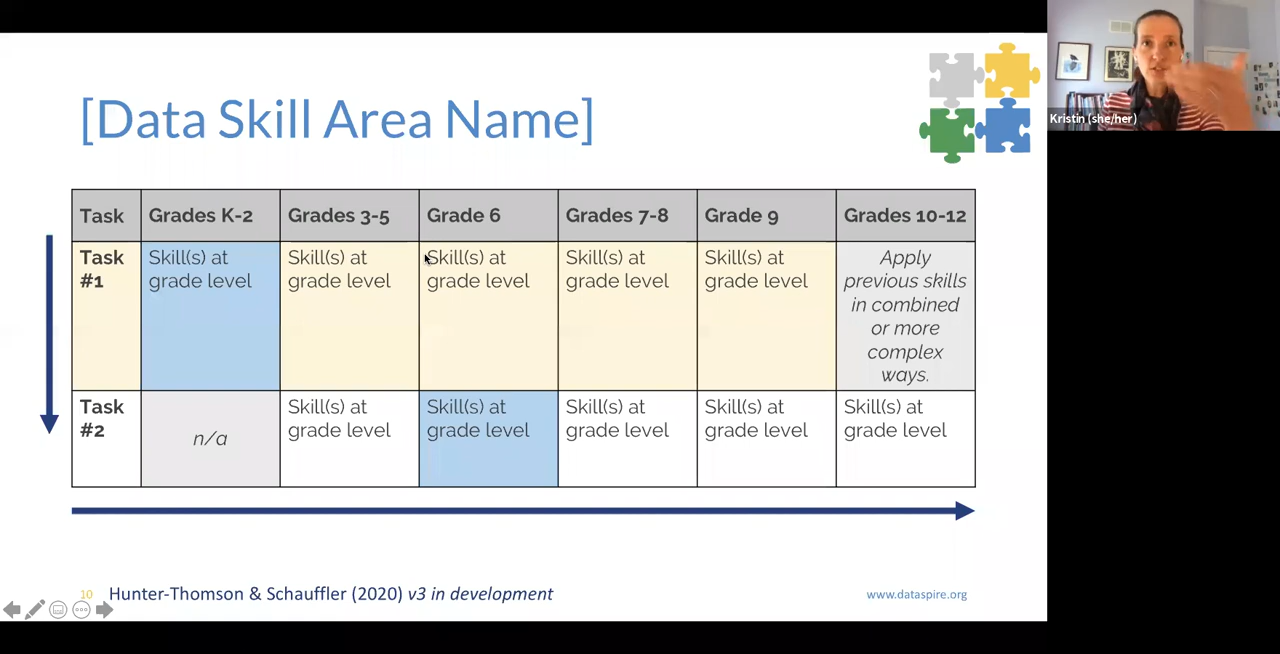 [Data Skill Area Name]
Kristin (she/her)
Task
Grades K-2
Grades 3-5
Grade 6
Grades 7-8
Grade 9
Grades 10-12
Task
#1
Skill(s) at
grade level
Skill(s) at
grade level
Skill(s) at
grade level
Skill(s) at
grade level
Skill(s) at
grade level
Apply
previous skills
in combined
or more
complex
ways.
Task
#2
n/a
Skill(s) at
grade level
Skill(s) at
grade level
Skill(s) at
grade level
Skill(s) at
grade level
Skill(s) at
grade level
10
Hunter-Thomson & Schauffler (2020) v3 in development
www.dataspire.org